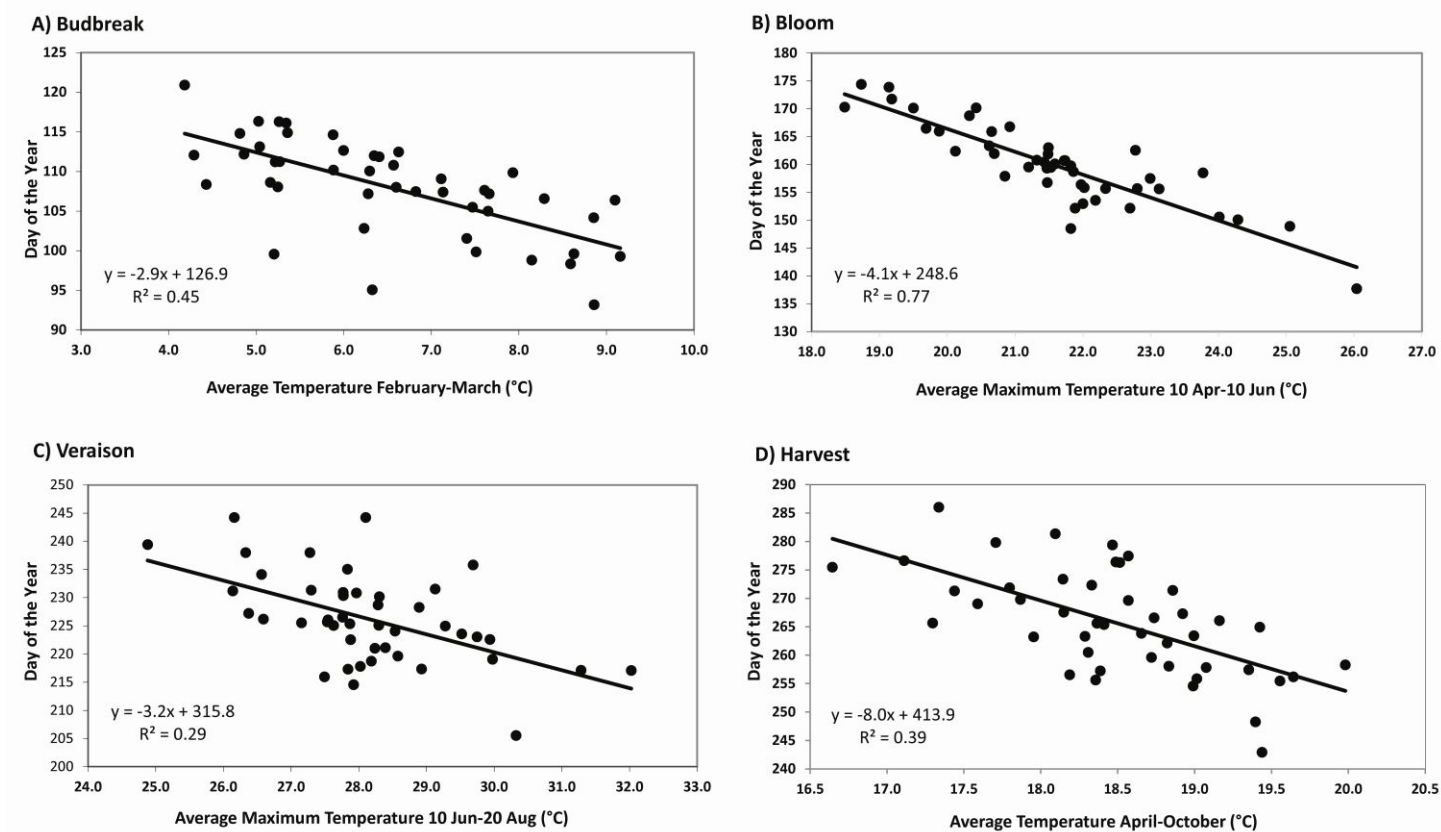 A) Budbreak
125
120
115
110
105
100
95
90
Day of the Year
y = -2.9x + 126.9
R² = 0.45
3.0 4.0 5.0 6.0 7.0 8.0 9.0 10.0
Average Temperature February-March (°C)
B) Bloom
180
175
170
165
160
155
150
145
140
135
130
Day of the Year
y = -4.1x + 248.6
R² = 0.77
18.0 19.0 20.0 21.0 22.0 23.0 24.0 25.0 26.0 27.0
Average Maximum Temperature 10 Apr-10 Jun (°C)
C) Veraison
250
245
240
235
230
225
220
215
210
205
200
Day of the Year
y = -3.2x + 315.8
R² = 0.29
24.0 25.0 26.0 27.0 28.0 29.0 30.0 31.0 32.0 33.0
Average Maximum Temperature 10 Jun-20 Aug (°C)
D) Harvest
290
285
280
275
270
265
260
255
250
245
240
Day of the Year
y = -8.0x + 413.9
R² = 0.39
16.5 17.0 17.5 18.0 18.5 19.0 19.5 20.0 20.5
Average Temperature April-October (°C)